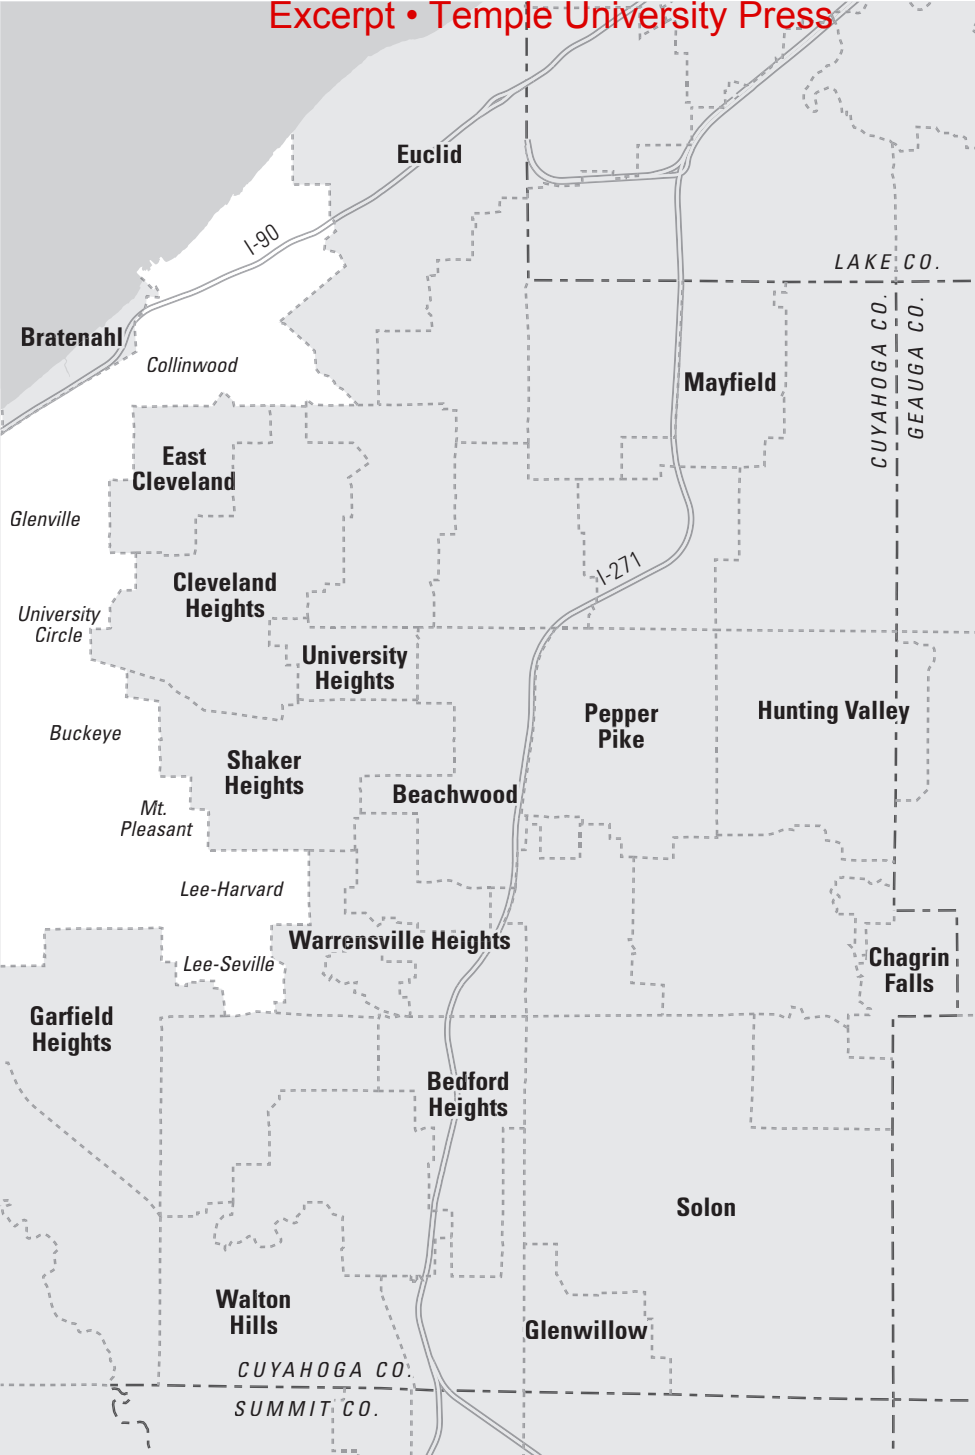 Excerpt • Temple University Press
Euclid
I-90
LAKE CO.
CUYAHOGA CO.
GEAUGA CO.
Bratenahl
Collinwood
Mayfield
East
Cleveland
Glenville
I-271
Cleveland
Heights
University
Circle
University
Heights
Pepper
Pike
Hunting Valley
Buckeye
Shaker
Heights
Beachwood
Mt.
Pleasant
Lee-Harvard
Warrensville Heights
Lee-Seville
Chagrin
Falls
Garfield
Heights
Bedford
Heights
Solon
Walton
Hills
Glenwillow
CUYAHOGA CO.
SUMMIT CO.